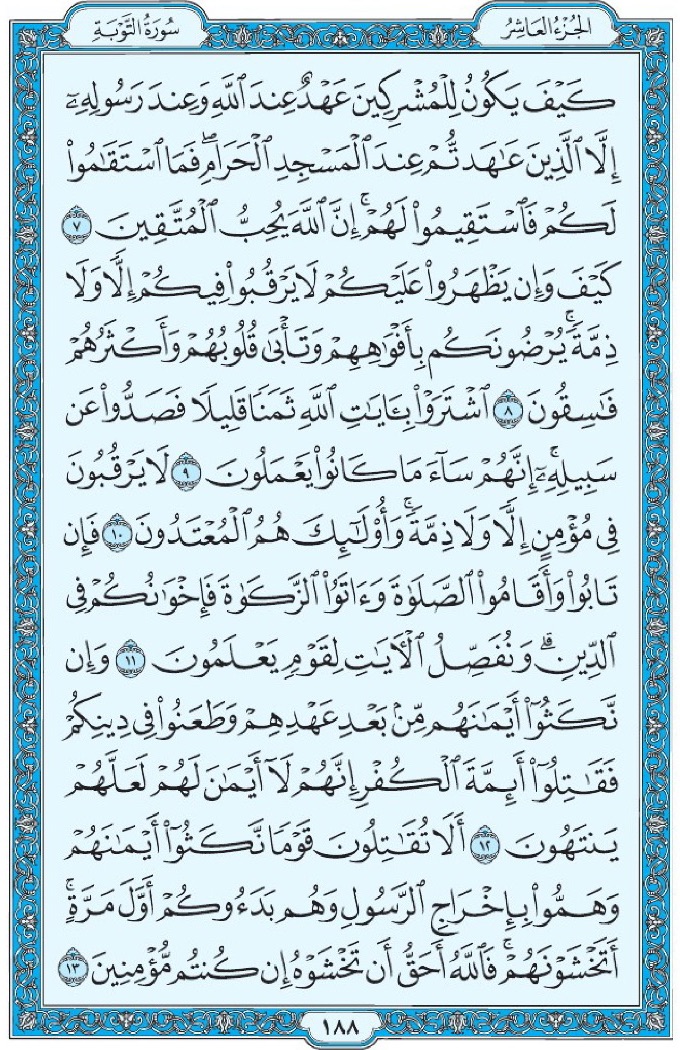 الجُزْءُ العَاشِرُ
سُورَةُ التَّوْبَةِ
كَيْفَ يَكُونُ لِلْمُشْرِكِينَ عَهْدٌ عِندَ ٱللَّهِ وَعِندَ رَسُولِهِۦٓ
إِلَّا ٱلَّذِينَ عَٰهَدتُّمْ عِندَ ٱلْمَسْجِدِ ٱلْحَرَامِۖ فَمَا ٱسْتَقَٰمُوا۟
لَكُمْ فَٱسْتَقِيمُوا۟ لَهُمْۚ إِنَّ ٱللَّهَ يُحِبُّ ٱلْمُتَّقِينَ ٧
كَيْفَ وَإِن يَظْهَرُوا۟ عَلَيْكُمْ لَا يَرْقُبُوا۟ فِيكُمْ إِلًّا وَلَا
ذِمَّةًۚ يُرْضُونَكُم بِأَفْوَٰهِهِمْ وَتَأْبَىٰ قُلُوبُهُمْ وَأَكْثَرُهُمْ
فَٰسِقُونَ ٨ ٱشْتَرَوْا۟ بِـَٔايَٰتِ ٱللَّهِ ثَمَنًا قَلِيلًا فَصَدُّوا۟ عَن
سَبِيلِهِۦٓۚ إِنَّهُمْ سَآءَ مَا كَانُوا۟ يَعْمَلُونَ ٩ لَا يَرْقُبُونَ
فِى مُؤْمِنٍ إِلًّا وَلَا ذِمَّةًۚ وَأُو۟لَٰٓئِكَ هُمُ ٱلْمُعْتَدُونَ ١٠ فَإِن
تَابُوا۟ وَأَقَامُوا۟ ٱلصَّلَوٰةَ وَءَاتَوُا۟ ٱلزَّكَوٰةَ فَإِخْوَٰنُكُمْ فِى
ٱلدِّينِۗ وَنُفَصِّلُ ٱلْءَايَٰتِ لِقَوْمٍ يَعْلَمُونَ ١١ وَإِن
نَّكَثُوٓا۟ أَيْمَٰنَهُم مِّنۢ بَعْدِ عَهْدِهِمْ وَطَعَنُوا۟ فِى دِينِكُمْ
فَقَٰتِلُوٓا۟ أَئِمَّةَ ٱلْكُفْرِۙ إِنَّهُمْ لَآ أَيْمَٰنَ لَهُمْ لَعَلَّهُمْ
يَنتَهُونَ ١٢ أَلَا تُقَٰتِلُونَ قَوْمًا نَّكَثُوٓا۟ أَيْمَٰنَهُمْ
وَهَمُّوا۟ بِإِخْرَاجِ ٱلرَّسُولِ وَهُم بَدَءُوكُمْ أَوَّلَ مَرَّةٍۚ
أَتَخْشَوْنَهُمْۚ فَٱللَّهُ أَحَقُّ أَن تَخْشَوْهُ إِن كُنتُم مُّؤْمِنِينَ ١٣
١٨٨